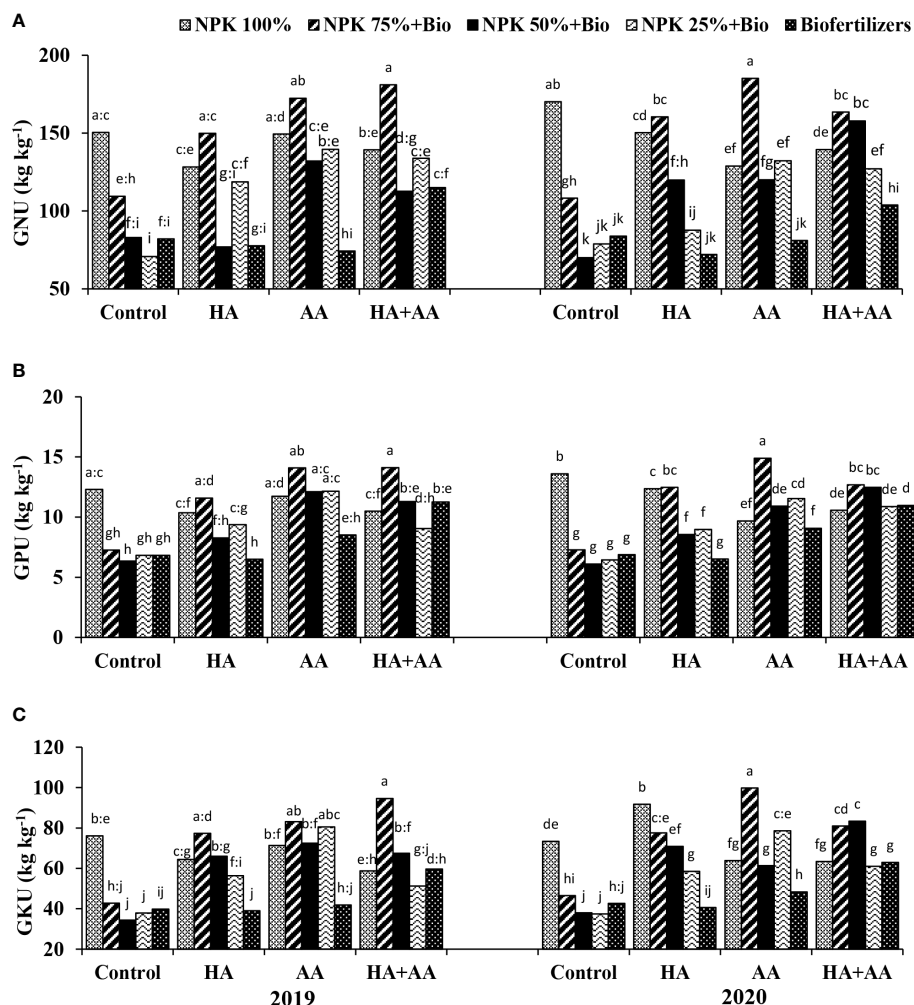 A
NPK 100% NPK 75%+Bio NPK 50%+Bio NPK 25%+Bio Biofertilizers
GNU (kg kg-1)
200
150
100
50
a:c e:h f:i i f:i c:e a:c g:i c:f g:i a:d ab c:e b:e hi b:e a d:g c:e c:f
ab gh k jk jk cd bc f:h ij jk ef a fg ef jk de bc bc ef hi
Control HA AA HA+AA Control HA AA HA+AA
B
GPU (kg kg-1)
20
15
10
5
0
a:c gh h gh gh c:f a:d f:h c:g h a:d ab a:c a:c e:h c:f a b:e d:h b:e
b g g g g c bc f f g ef a de cd f de bc bc de d
Control HA AA HA+AA Control HA AA HA+AA
C
GKU (kg kg-1)
120
100
80
60
40
20
b:e h:j j j ij c:g a:d b:g f:i j b:f ab b:f abc h:j e:h a b:f g:j d:h
de hi j j h:j b c:e ef g ij fg a g c:e h fg cd c g g
Control HA AA HA+AA Control HA AA HA+AA
2019 2020